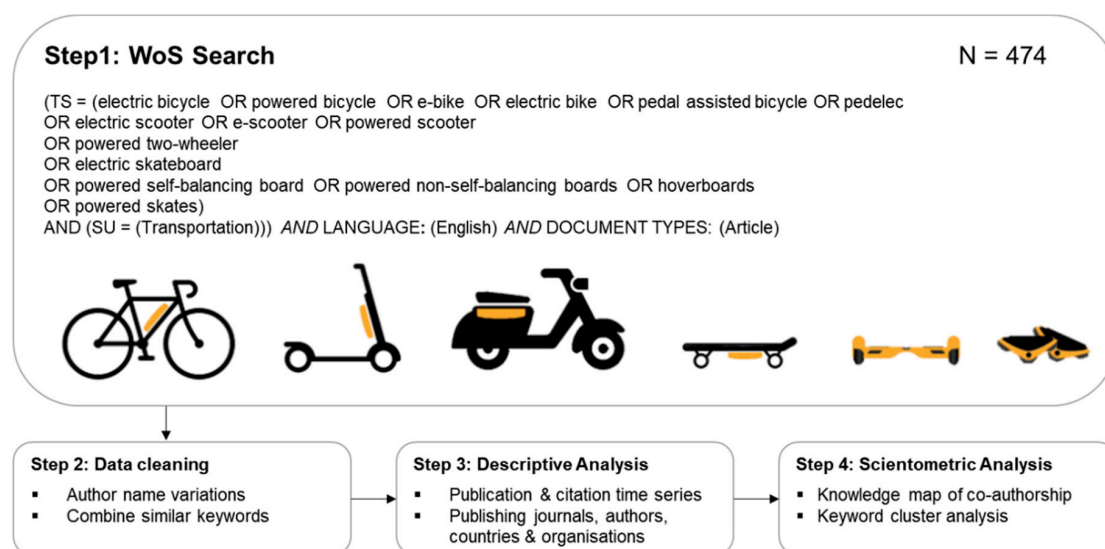 Step1: WoS Search
N = 474
(TS = (electric bicycle OR powered bicycle OR e-bike OR electric bike OR pedal assisted bicycle OR pedelec
OR electric scooter OR e-scooter OR powered scooter
OR powered two-wheeler
OR electric skateboard
OR powered self-balancing board OR powered non-self-balancing boards OR hoverboards
OR powered skates)
AND (SU = (Transportation))) AND LANGUAGE: (English) AND DOCUMENT TYPES: (Article)
Step 2: Data cleaning
▪ Author name variations
▪ Combine similar keywords
Step 3: Descriptive Analysis
▪ Publication & citation time series
▪ Publishing journals, authors,
countries & organisations
Step 4: Scientometric Analysis
▪ Knowledge map of co-authorship
▪ Keyword cluster analysis